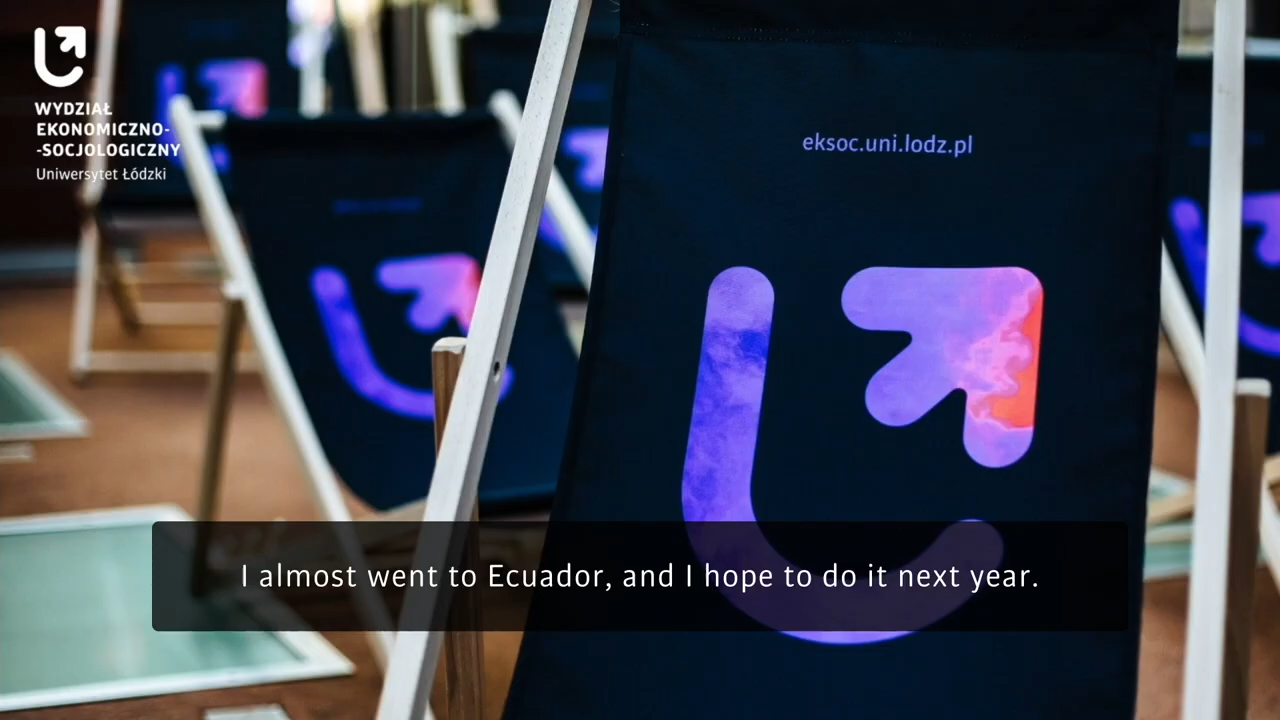 WYDZIAŁ
EKONOMICZNO-
-SOCJOLOGICZNY
Uniwersytet Łódzki
eksoc.uni.lodz.pl
I almost went to Ecuador, and I hope to do it next year.